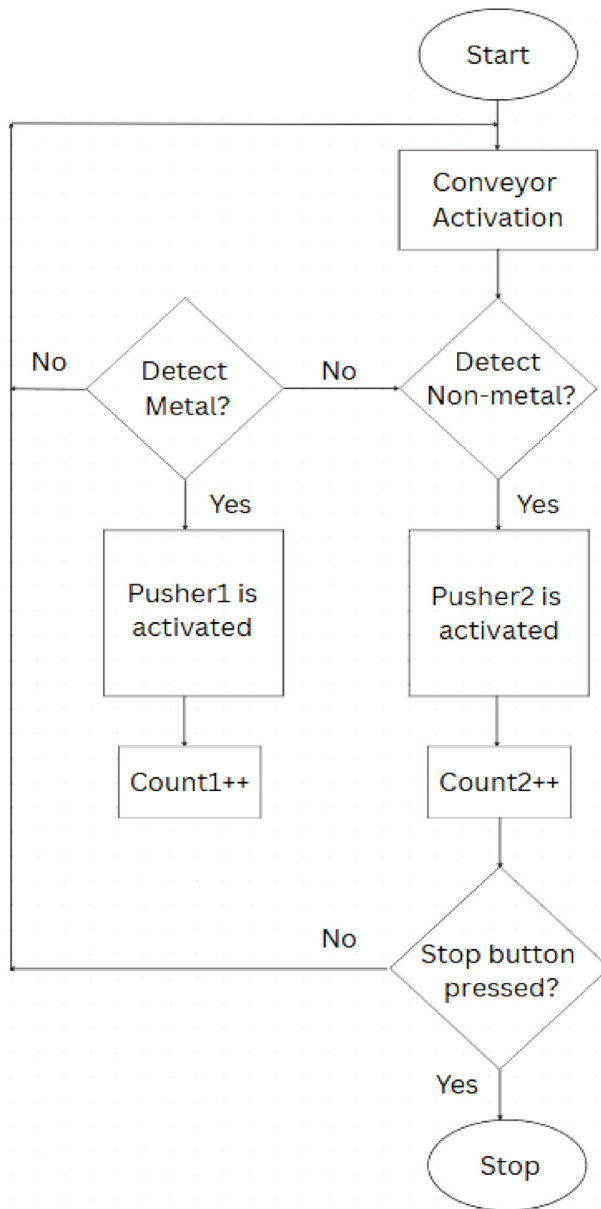 Start
Conveyor
Activation
No
Detect
Metal?
No
Detect
Non-metal?
Yes
Yes
Pusher1 is
activated
Pusher2 is
activated
Count1++
Count2++
No
Stop button
pressed?
Yes
Stop